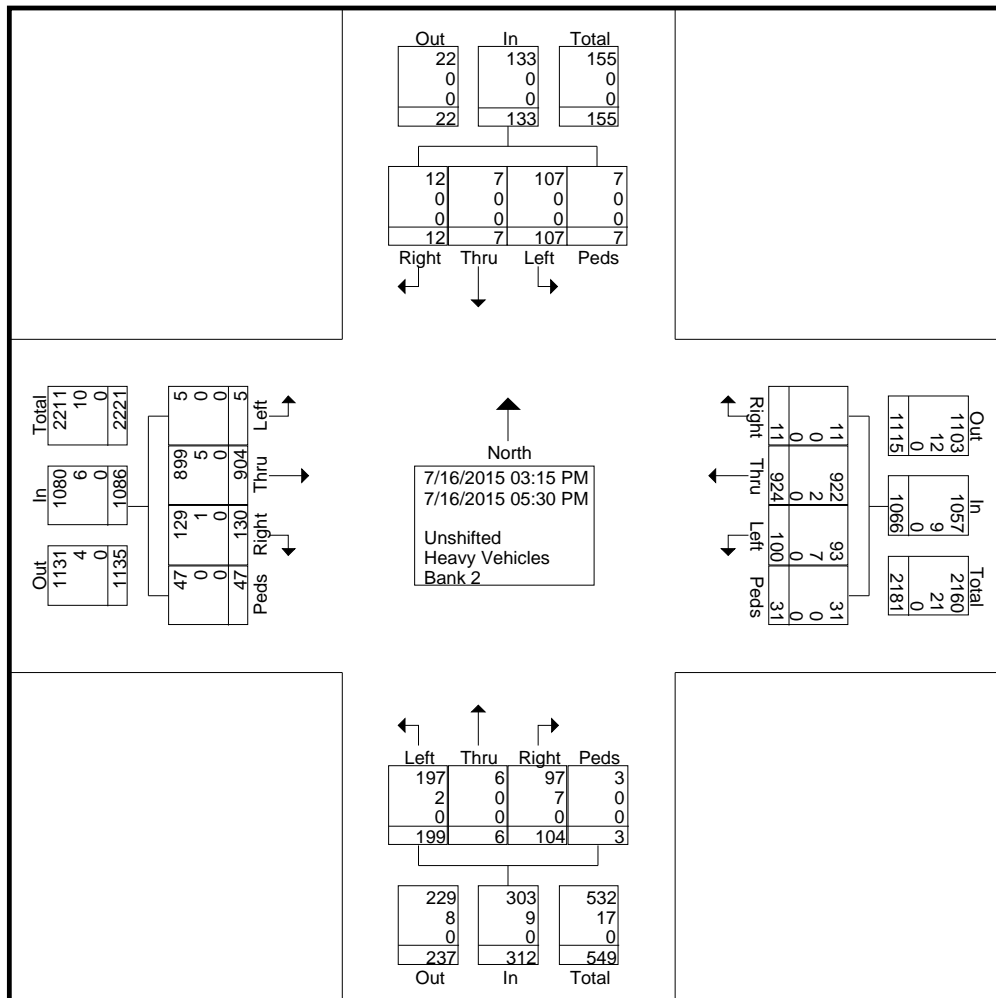 Out In Total
22 133 155
0 0 0
0 0 0
22 133 155
12 7 107 7
0 0 0 0
0 0 0 0
12 7 107 7
Right Thru Left Peds
Total
2211
10
0
2221
In
1080
6
0
1086
Out
1131
4
0
1135
5
0
0
5
Left
899
5
0
904
Thru
129
1
0
130
Right
47
0
0
47
Peds
North
7/16/2015 03:15 PM
7/16/2015 05:30 PM
Unshifted
Heavy Vehicles
Bank 2
Right
11
0
0
11
Thru
922
2
0
924
Left
93
7
0
100
Peds
31
0
0
31
Out
1103
12
0
1115
In
1057
9
0
1066
Total
2160
21
0
2181
Left Thru Right Peds
197 6 97 3
2 0 7 0
0 0 0 0
199 6 104 3
229 303 532
8 9 17
0 0 0
237 312 549
Out In Total